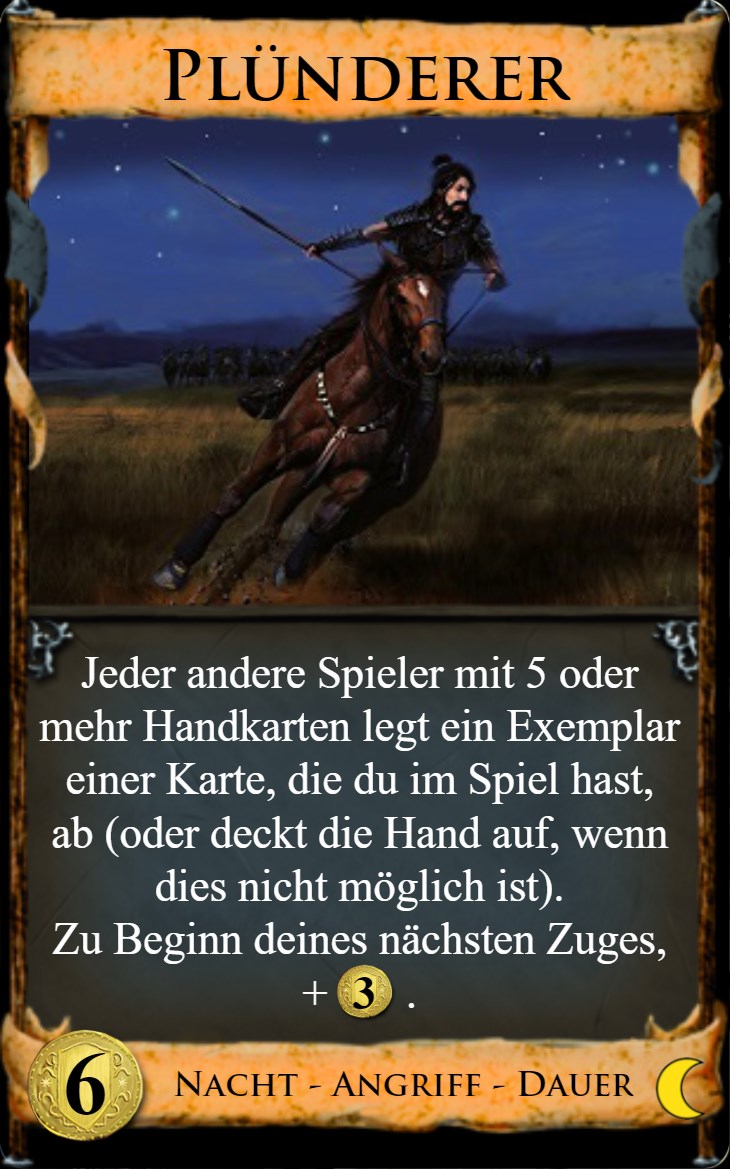 Plünderer
Jeder andere Spieler mit 5 oder
mehr Handkarten legt ein Exemplar
einer Karte, die du im Spiel hast,
ab (oder deckt die Hand auf, wenn
dies nicht möglich ist).
Zu Beginn deines nächsten Zuges,
+ 3 .
6 Nacht - Angriff - Dauer